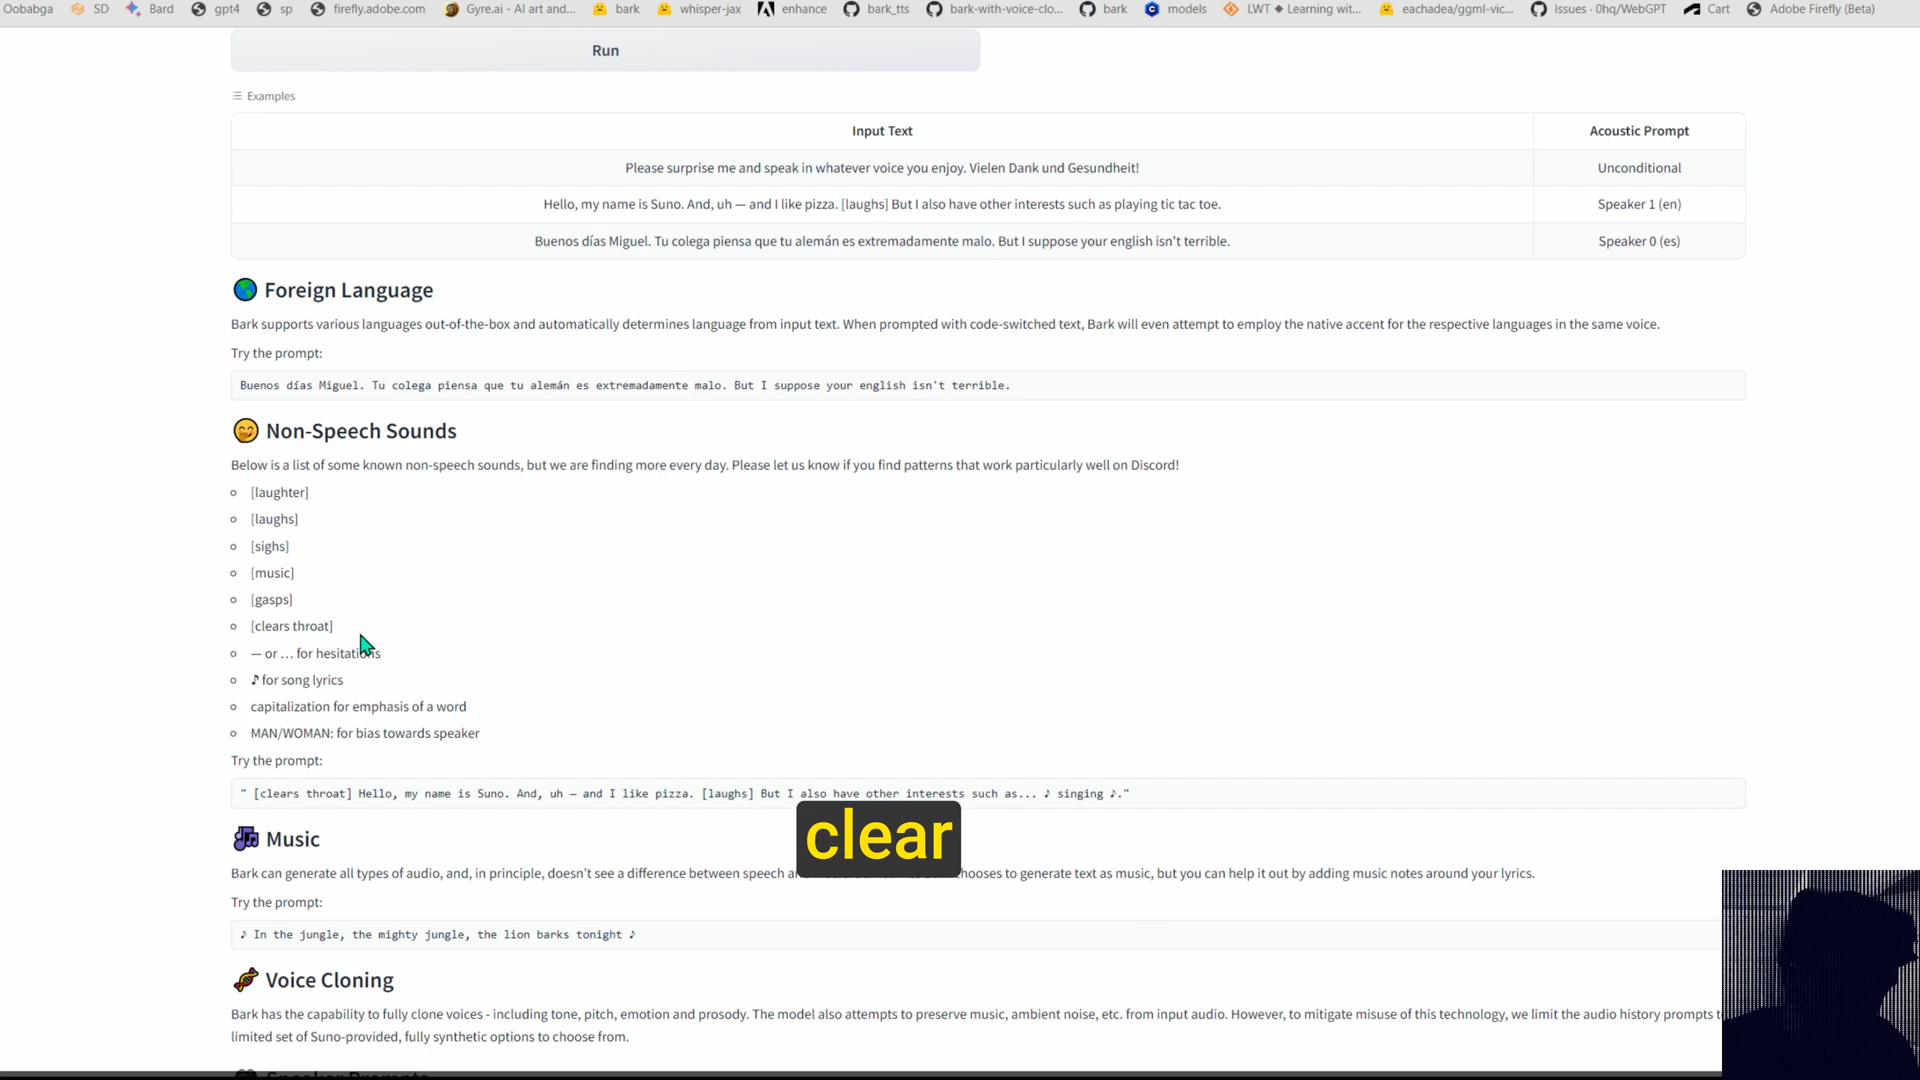 Oobabga SD Bard gpt4 sp firefly.adobe.com Gyre.ai - AI art and... bark whisper-jax enhance bark_tts bark-with-voice-clo... bark models LWT ◆ Learning wit... eachadea/ggml-vic... Issues · 0hq/WebGPT Cart Adobe Firefly (Beta)
Run
Examples
Input Text Acoustic Prompt
Please surprise me and speak in whatever voice you enjoy. Vielen Dank und Gesundheit! Unconditional
Hello, my name is Suno. And, uh — and I like pizza. [laughs] But I also have other interests such as playing tic tac toe. Speaker 1 (en)
Buenos días Miguel. Tu colega piensa que tu alemán es extremadamente malo. But I suppose your english isn't terrible. Speaker 0 (es)
🌎 Foreign Language
Bark supports various languages out-of-the-box and automatically determines language from input text. When prompted with code-switched text, Bark will even attempt to employ the native accent for the respective languages in the same voice.
Try the prompt:
Buenos días Miguel. Tu colega piensa que tu alemán es extremadamente malo. But I suppose your english isn't terrible.
🤭 Non-Speech Sounds
Below is a list of some known non-speech sounds, but we are finding more every day. Please let us know if you find patterns that work particularly well on Discord!
[laughter]
[laughs]
[sighs]
[music]
[gasps]
[clears throat]
— or … for hesitations
♪ for song lyrics
capitalization for emphasis of a word
MAN/WOMAN: for bias towards speaker
Try the prompt:
" [clears throat] Hello, my name is Suno. And, uh — and I like pizza. [laughs] But I also have other interests such as... ♪ singing ♪."
clear
🎶 Music
Bark can generate all types of audio, and, in principle, doesn't see a difference between speech chooses to generate text as music, but you can help it out by adding music notes around your lyrics.
Try the prompt:
♪ In the jungle, the mighty jungle, the lion barks tonight ♪
🧬 Voice Cloning
Bark has the capability to fully clone voices - including tone, pitch, emotion and prosody. The model also attempts to preserve music, ambient noise, etc. from input audio. However, to mitigate misuse of this technology, we limit the audio history prompts
limited set of Suno-provided, fully synthetic options to choose from.